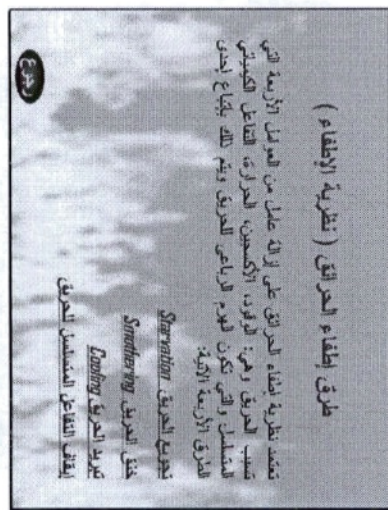 طرق إطفاء الحرائق ( نظرية الإطفاء )
تعتمد نظرية أطفاء الحرائق على إزالة عامل من العوامل الأربعة التي
تسبب الحريق وهي: الوقود، الأكسجين، الحرارة، التفاعل الكيميائي
المتسلسل والتي تكون الهرم الرباعي للحريق ويتم ذلك بإتباع إحدى
الطرق الأربعة الآتية:
تجويع الحريق Starvation
خنق الحريق Smothering
تبريد الحريق Cooling
إيقاف التفاعل المتسلسل للحريق